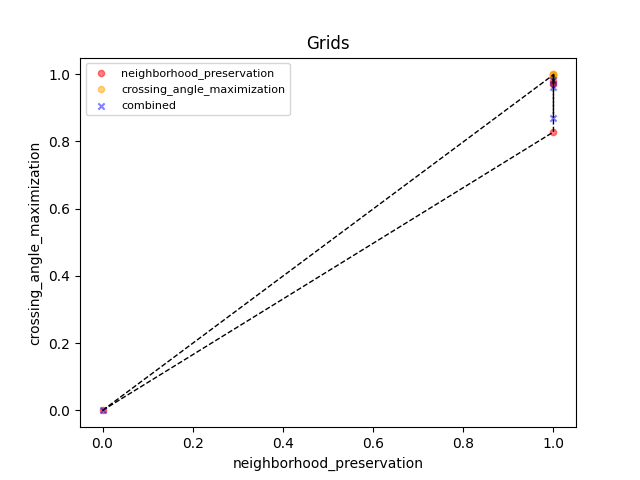 Grids
neighborhood_preservation
crossing_angle_maximization
combined
1.0
0.8
0.6
0.4
0.2
0.0
crossing_angle_maximization
0.0 0.2 0.4 0.6 0.8 1.0
neighborhood_preservation